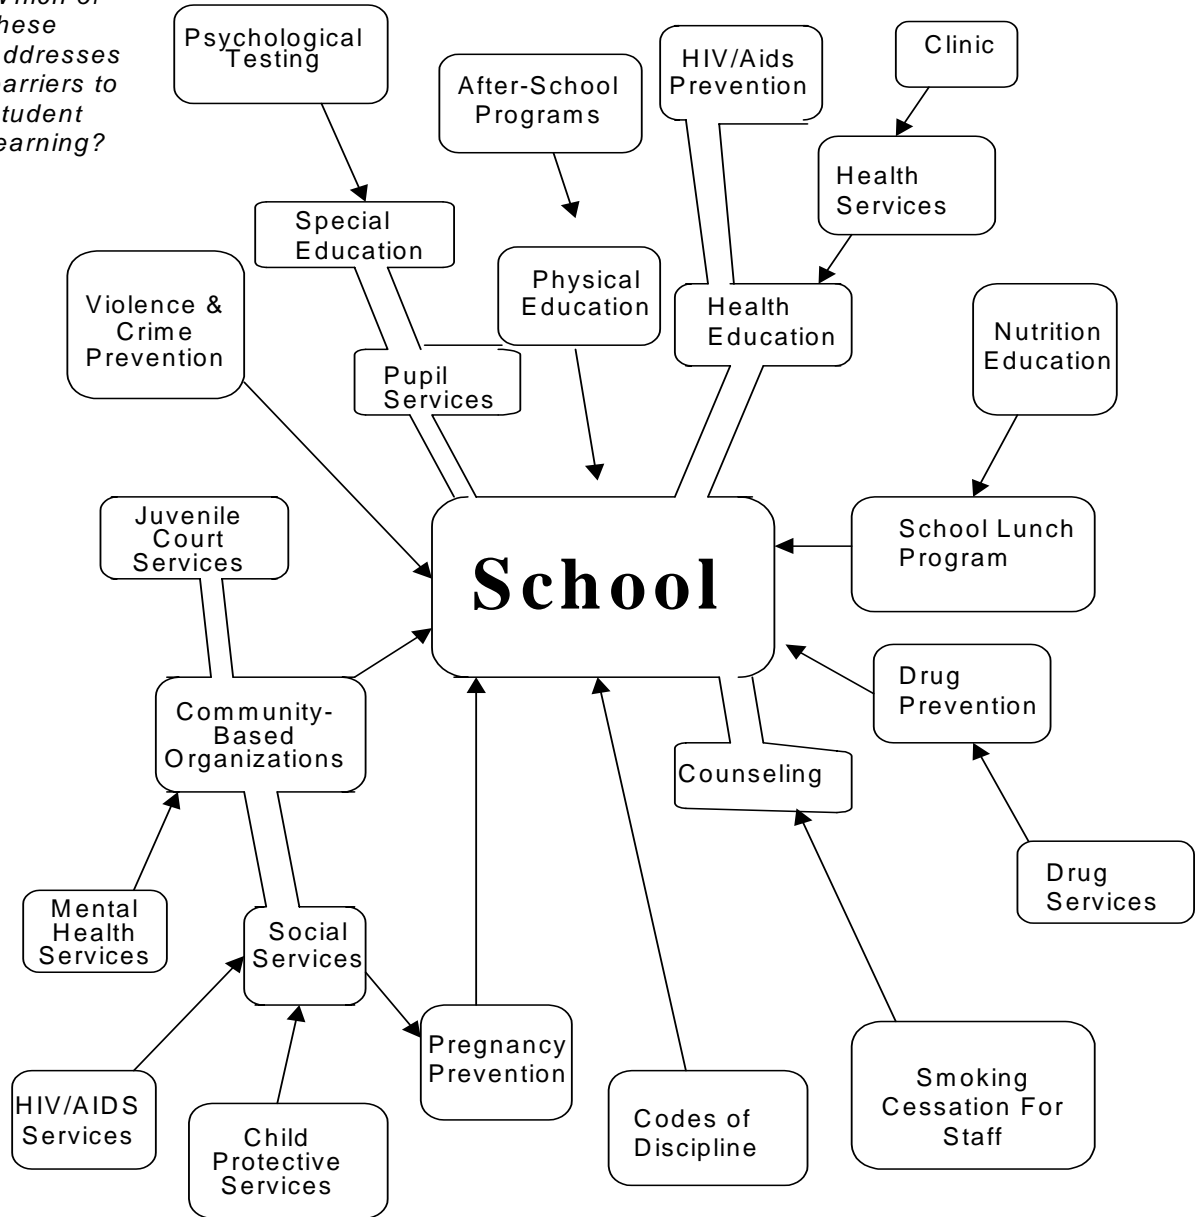 hich of
hese
ddresses
arriers to
tudent
earning?
Psychological
Testing
After-School
Programs
HIV/Aids
Prevention
Clinic
Health
Services
Special
Education
Violence &
Crime
Prevention
Physical
Education
Health
Education
Nutrition
Education
Pupil
Services
Juvenile
Court
Services
School
School Lunch
Program
Community-
Based
Organizations
Drug
Prevention
Counseling
Drug
Services
Mental
Health
Services
Social
Services
Pregnancy
Prevention
HIV/AIDS
Services
Child
Protective
Services
Codes of
Discipline
Smoking
Cessation For
Staff